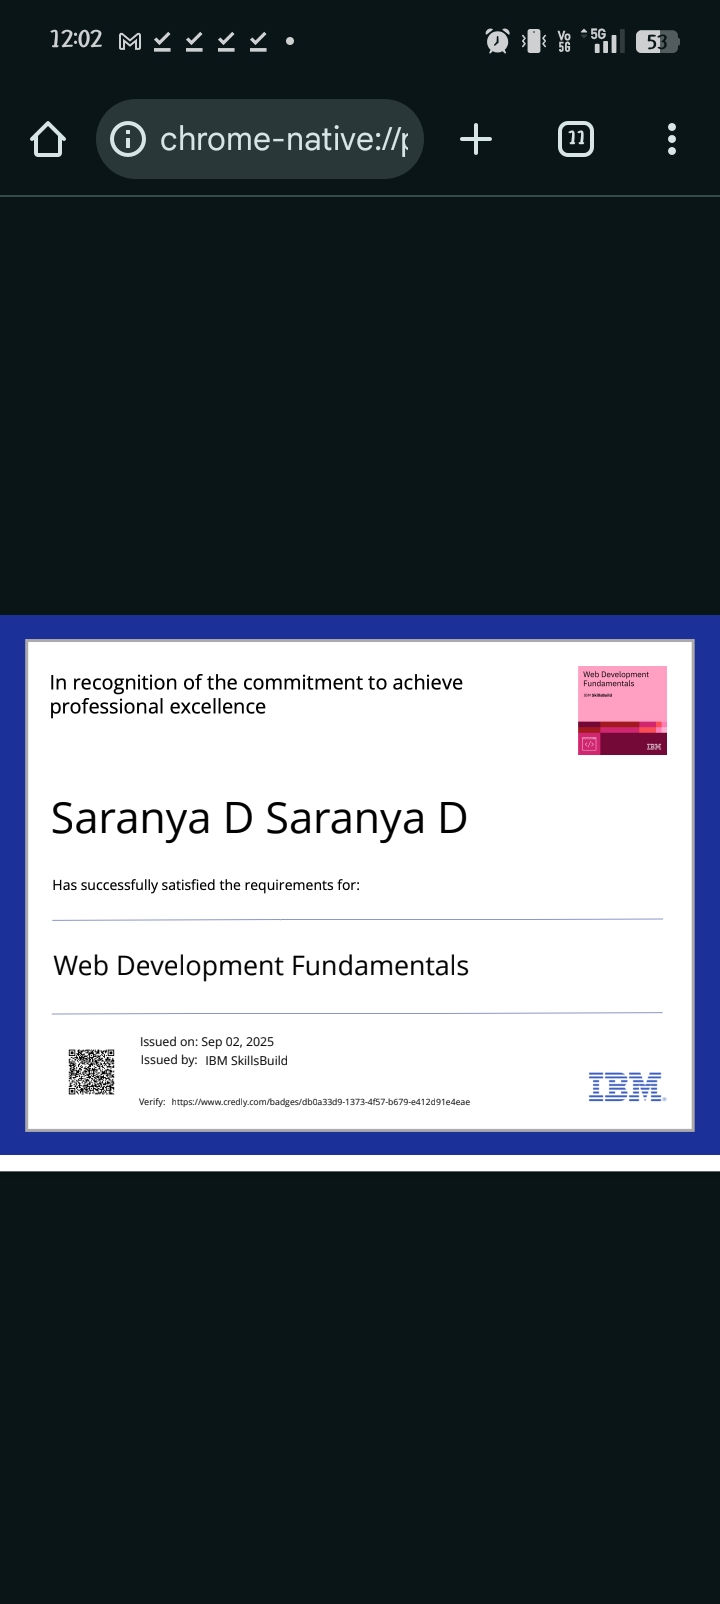 12:02
Vo
5G
5G
53
chrome-native://
11
In recognition of the commitment to achieve
professional excellence
Web Development
Fundamentals
IBM SkillsBuild
IBM
Saranya D Saranya D
Has successfully satisfied the requirements for:
Web Development Fundamentals
Issued on: Sep 02, 2025
Issued by: IBM SkillsBuild
Verify: https://www.credly.com/badges/db0a33d9-1373-4f57-b679-e412d91e4eae
IBM